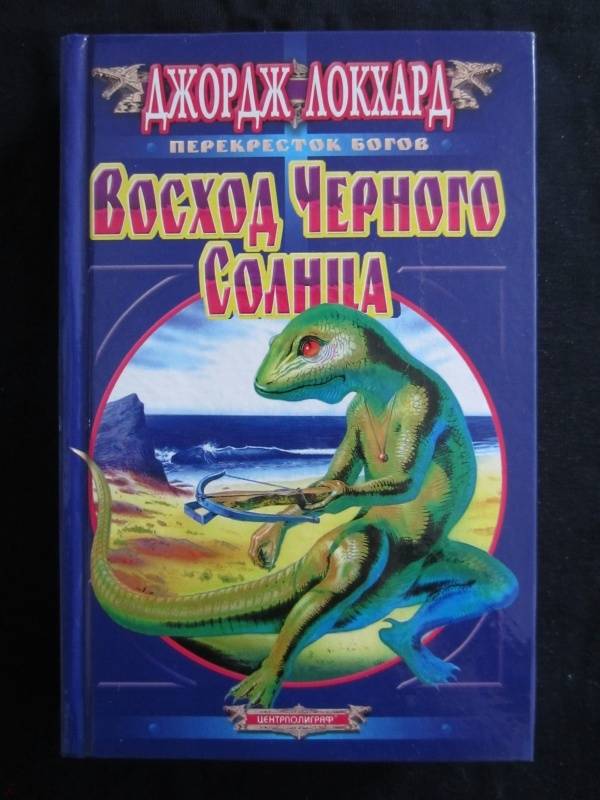 ДЖОРДЖ ЛОКХАРД
ПЕРЕКРЕСТОК БОГОВ
ВОСХОД ЧЕРНОГО
СОЛНЦА
ЦЕНТРПОЛИГРАФ